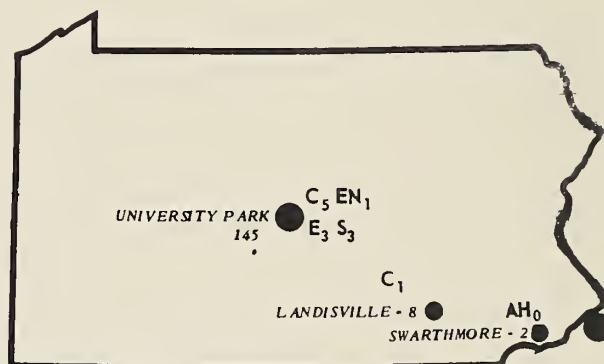 C₅ EN₁
UNIVERSITY PARK
145
E₃ S₃
C₁
LANDISVILLE - 8
AH₀
SWARTHMORE - 2